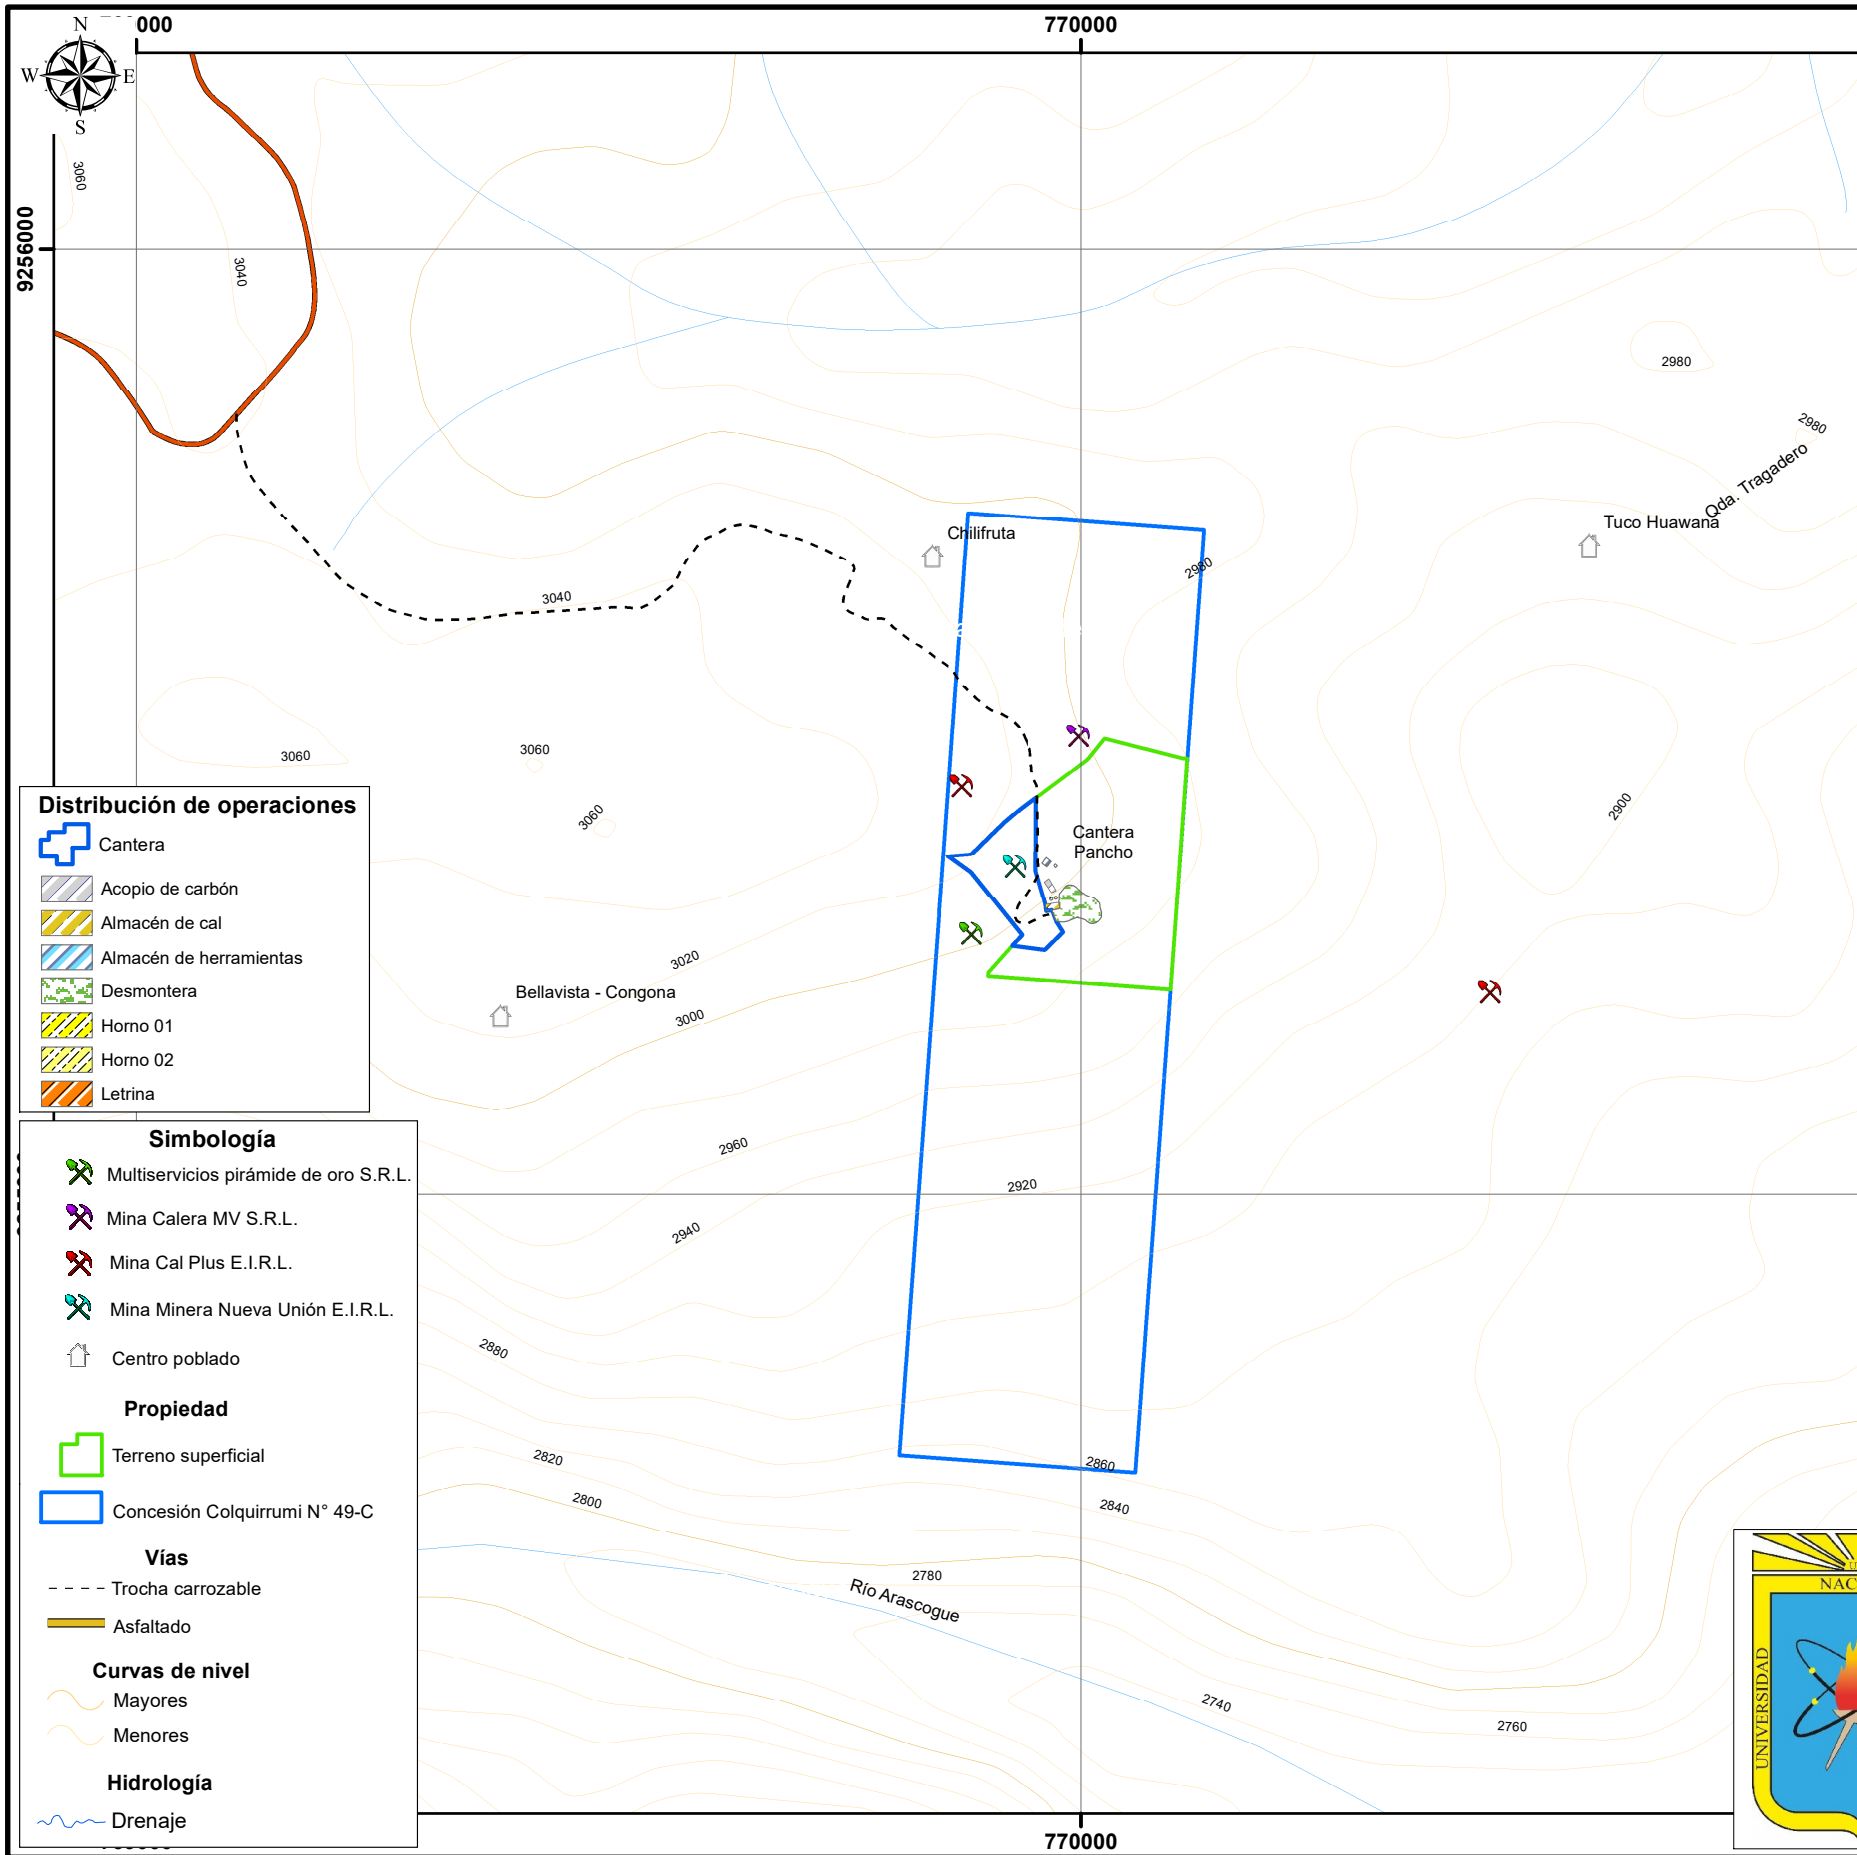 770000
N
W
E
S
9256000
3060
3040
2980
2980
Qda. Tragadero
Tuco Huawana
Chilifruta
2980
3040
3060
3060
3060
2900
Cantera
Pancho
3020
3000
Bellavista - Congona
2960
2920
2940
2880
2860
2820
2800
2840
2780
Río Arascogue
2740
2760
Distribución de operaciones
Cantera
Acopio de carbón
Almacén de cal
Almacén de herramientas
Desmontera
Horno 01
Horno 02
Letrina
Simbología
Multiservicios pirámide de oro S.R.L.
Mina Calera MV S.R.L.
Mina Cal Plus E.I.R.L.
Mina Minera Nueva Unión E.I.R.L.
Centro poblado
Propiedad
Terreno superficial
Concesión Colquirrumi N° 49-C
Vías
Trocha carrozable
Asfaltado
Curvas de nivel
Mayores
Menores
Hidrología
Drenaje
770000
NAC
UNIVERSIDAD